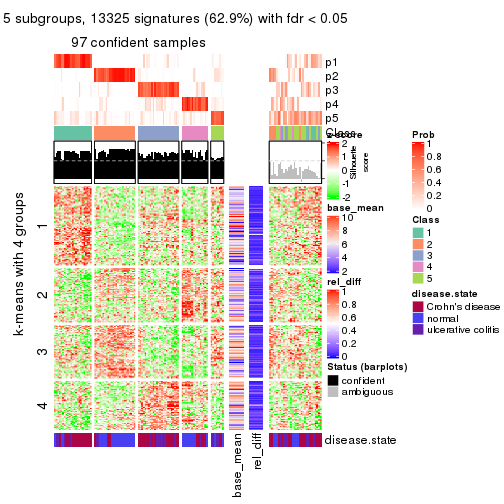 5 subgroups, 13325 signatures (62.9%) with fdr < 0.05
97 confident samples
p1
p2
p3
p4
p5
Class
z-score
2
1
0
-1
-2
Silhouette
score
base_mean
10
8
6
4
2
rel_diff
1
0.8
0.6
0.4
0.2
0
Status (barplots)
confident
ambiguous
Prob
1
0.8
0.6
0.4
0.2
0
Class
1
2
3
4
5
disease.state
Crohn's disease
normal
ulcerative colitis
k-means with 4 groups
1
2
3
4
disease.state
base_mean
rel_diff